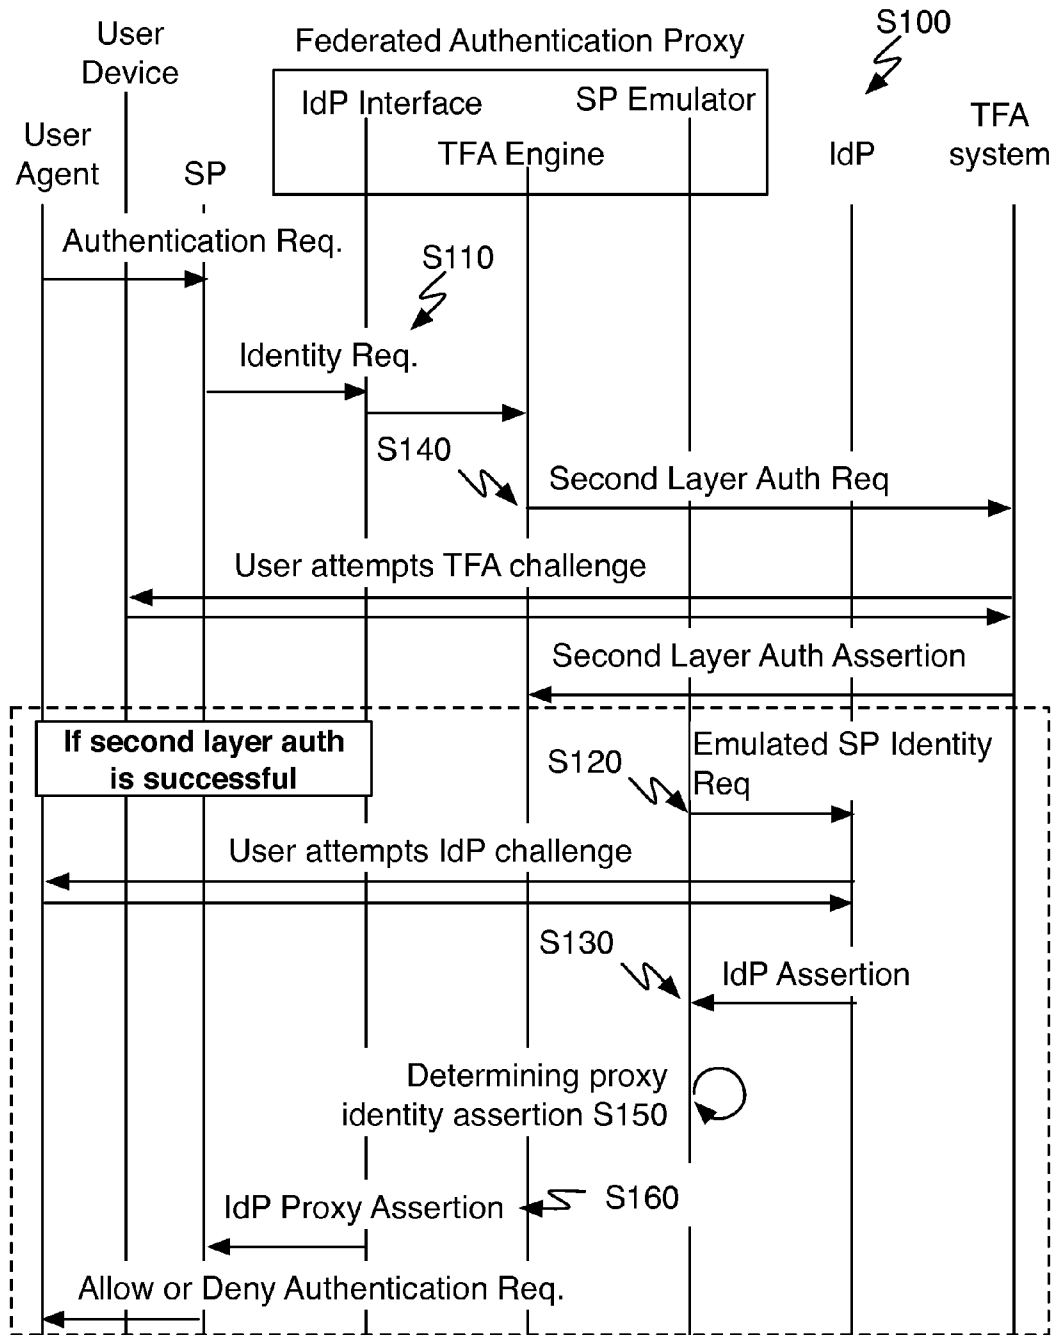 S100
User
Device
Federated Authentication Proxy
IdP Interface
SP Emulator
TFA Engine
User
Agent
SP
IdP
TFA
system
Authentication Req.
S110
Identity Req.
S140
Second Layer Auth Req
User attempts TFA challenge
Second Layer Auth Assertion
If second layer auth
is successful
S120
Emulated SP Identity
Req
User attempts IdP challenge
S130
IdP Assertion
Determining proxy
identity assertion S150
IdP Proxy Assertion
S160
Allow or Deny Authentication Req.